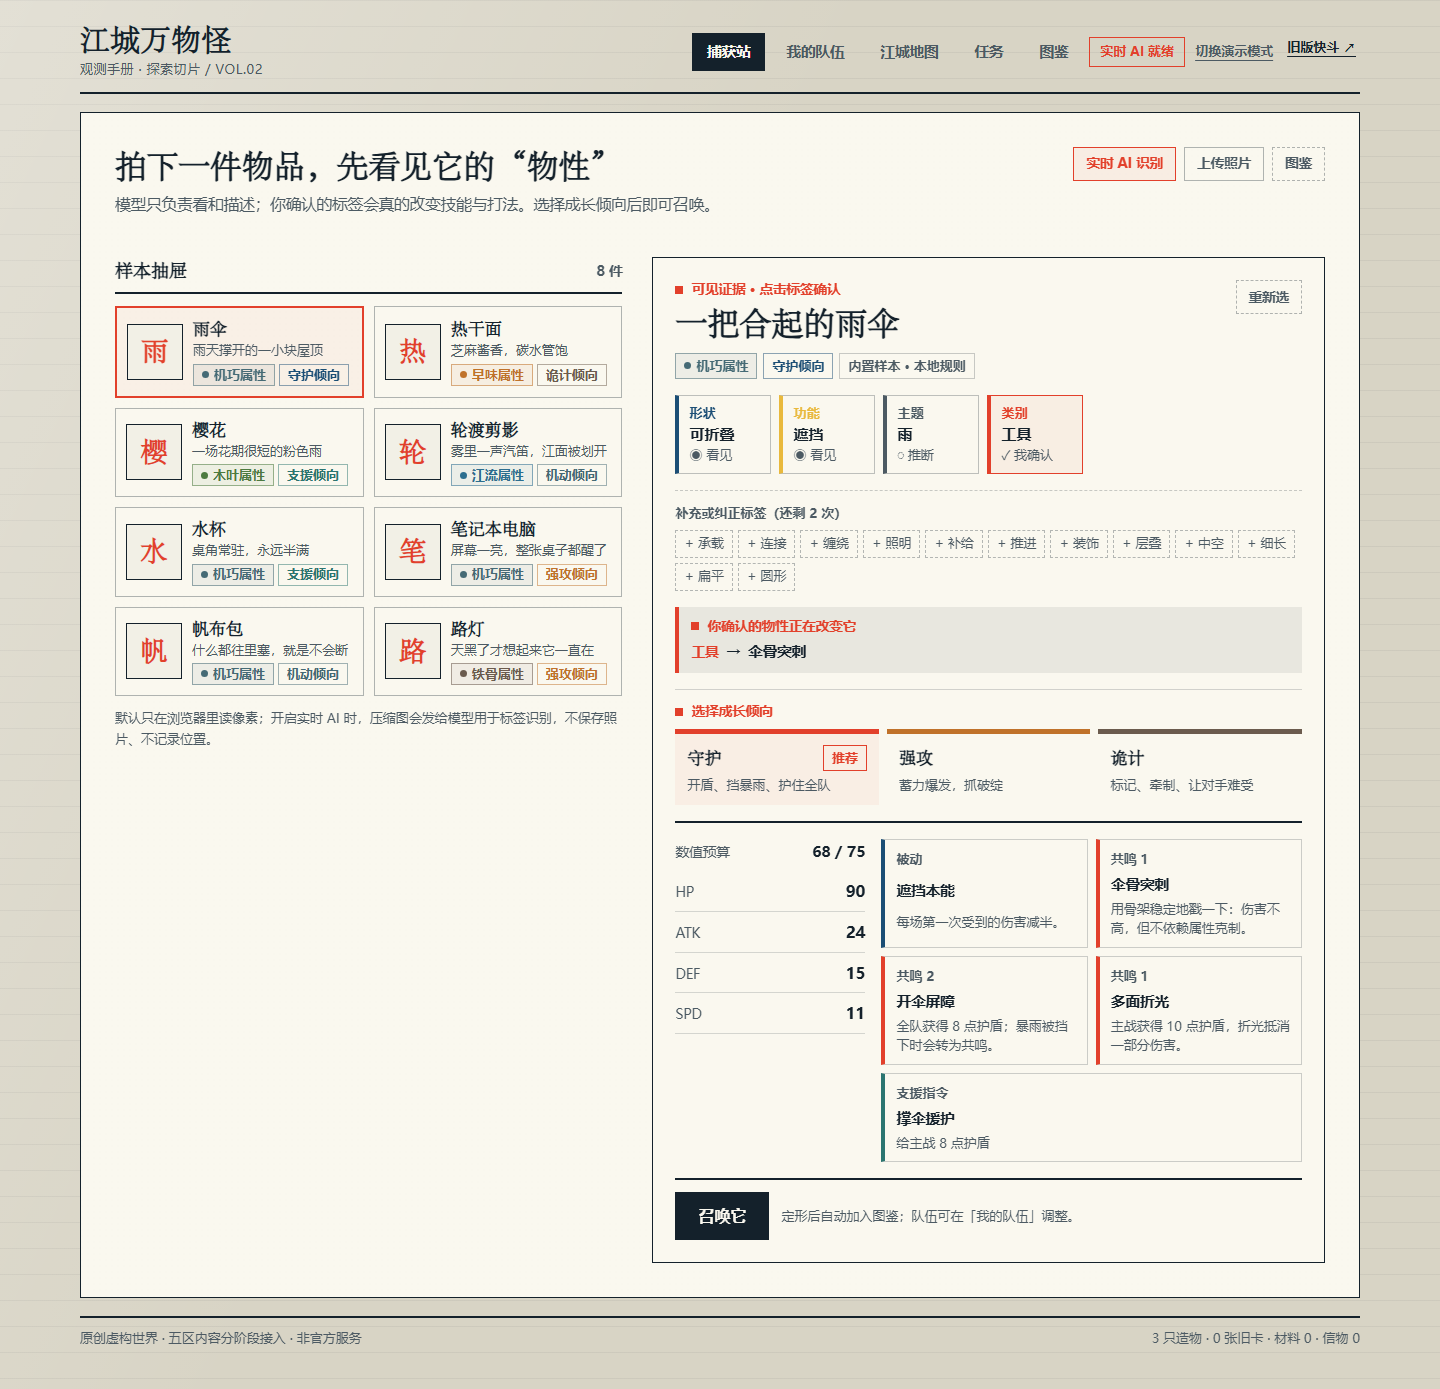 江城万物怪
观测手册 · 探索切片 / VOL.02
捕获站
我的队伍
江城地图
任务
图鉴
实时 AI 就绪
切换演示模式
旧版快斗 ↗
拍下一件物品，先看见它的“物性”
模型只负责看和描述；你确认的标签会真的改变技能与打法。选择成长倾向后即可召唤。
实时 AI 识别
上传照片
图鉴
样本抽屉
8 件
雨
雨伞
雨天撑开的一小块屋顶
机巧属性
守护倾向
热
热干面
芝麻酱香，碳水管饱
早味属性
诡计倾向
樱
樱花
一场花期很短的粉色雨
木叶属性
支援倾向
轮
轮渡剪影
雾里一声汽笛，江面被划开
江流属性
机动倾向
水
水杯
桌角常驻，永远半满
机巧属性
支援倾向
笔
笔记本电脑
屏幕一亮，整张桌子都醒了
机巧属性
强攻倾向
帆
帆布包
什么都往里塞，就是不会断
机巧属性
机动倾向
路
路灯
天黑了才想起来它一直在
铁骨属性
强攻倾向
默认只在浏览器里读像素；开启实时 AI 时，压缩图会发给模型用于标签识别，不保存照
片、不记录位置。
可见证据 • 点击标签确认
一把合起的雨伞
重新选
机巧属性
守护倾向
内置样本 • 本地规则
形状
可折叠
◉ 看见
功能
遮挡
◉ 看见
主题
雨
○ 推断
类别
工具
✓ 我确认
补充或纠正标签（还剩 2 次）
+ 承载
+ 连接
+ 缠绕
+ 照明
+ 补给
+ 推进
+ 装饰
+ 层叠
+ 中空
+ 细长
+ 扁平
+ 圆形
你确认的物性正在改变它
工具 → 伞骨突刺
选择成长倾向
守护
推荐
开盾、挡暴雨、护住全队
强攻
蓄力爆发，抓破绽
诡计
标记、牵制、让对手难受
数值预算
68 / 75
HP
90
ATK
24
DEF
15
SPD
11
被动
遮挡本能
每场第一次受到的伤害减半。
共鸣 1
伞骨突刺
用骨架稳定地戳一下：伤害不
高，但不依赖属性克制。
共鸣 2
开伞屏障
全队获得 8 点护盾；暴雨被挡
下时会转为共鸣。
共鸣 1
多面折光
主战获得 10 点护盾，折光抵消
一部分伤害。
支援指令
撑伞援护
给主战 8 点护盾
召唤它
定形后自动加入图鉴；队伍可在「我的队伍」调整。
原创虚构世界 · 五区内容分阶段接入 · 非官方服务
3 只造物 · 0 张旧卡 · 材料 0 · 信物 0